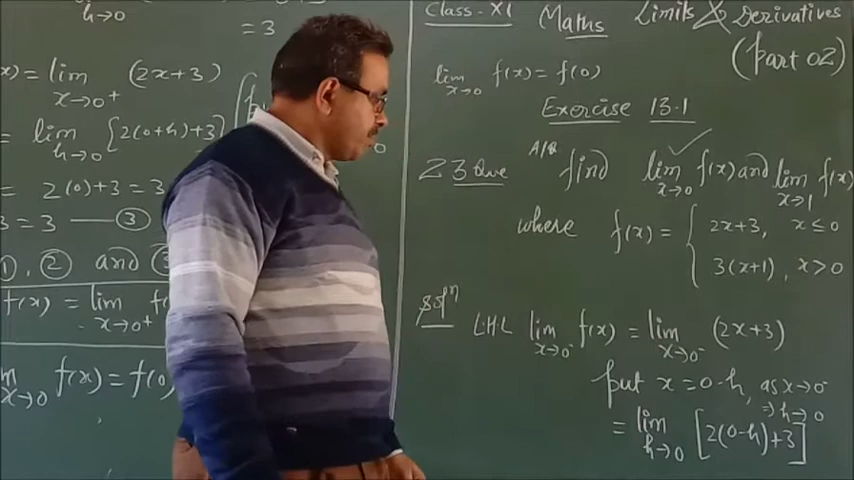 h→0
= 3
x) = lim (2x+3)
x→0⁺
= lim [2(0+h)+3]
h→0
= 2(0)+3 = 3
3 = 3 —— ③
①, ② and ③
f(x) = lim f(
x→0⁺
m f(x) = f(0
x→0
Class - XI Maths Limits & Derivatives
(Part 02)
lim f(x) = f(0)
x→0
Exercise 13.1
23 Que find lim f(x) and lim f(x)
x→0 x→1
where f(x) = { 2x+3, x ≤ 0
3(x+1), x > 0
Solⁿ L.H.L lim f(x) = lim (2x+3)
x→0⁻ x→0⁻
put x = 0-h, as x→0⁻
⇒ h→0
= lim [2(0-h)+3]
h→0